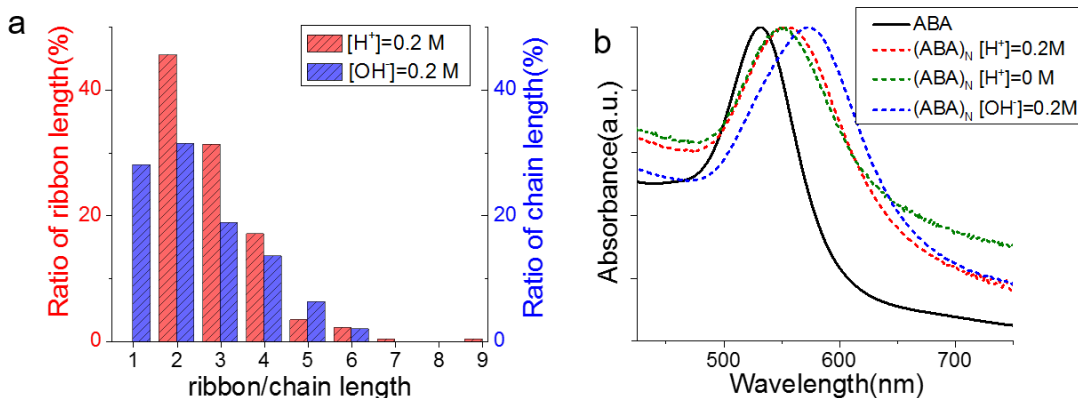 a
[H⁺]=0.2 M
[OH⁻]=0.2 M
Ratio of ribbon length(%)
40
20
0
Ratio of chain length(%)
40
20
0
1 2 3 4 5 6 7 8 9
ribbon/chain length
b
ABA
(ABA)N [H⁺]=0.2M
(ABA)N [H⁺]=0 M
(ABA)N [OH⁻]=0.2M
Absorbance(a.u.)
500 600 700
Wavelength(nm)